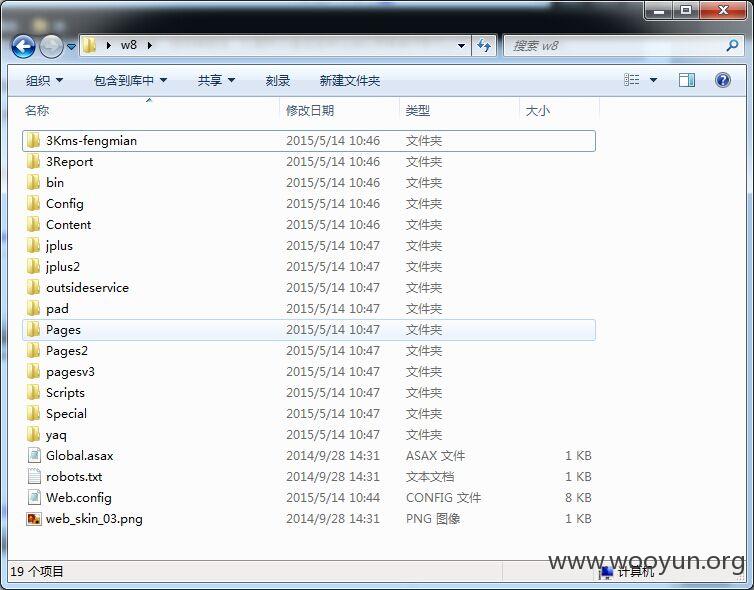 w8
搜索 w8
组织 包含到库中 共享 刻录 新建文件夹
名称 修改日期 类型 大小
3Kms-fengmian 2015/5/14 10:46 文件夹
3Report 2015/5/14 10:46 文件夹
bin 2015/5/14 10:46 文件夹
Config 2015/5/14 10:46 文件夹
Content 2015/5/14 10:46 文件夹
jplus 2015/5/14 10:47 文件夹
jplus2 2015/5/14 10:47 文件夹
outsideservice 2015/5/14 10:47 文件夹
pad 2015/5/14 10:47 文件夹
Pages 2015/5/14 10:47 文件夹
Pages2 2015/5/14 10:47 文件夹
pagesv3 2015/5/14 10:47 文件夹
Scripts 2015/5/14 10:47 文件夹
Special 2015/5/14 10:47 文件夹
yaq 2015/5/14 10:47 文件夹
Global.asax 2014/9/28 14:31 ASAX 文件 1 KB
robots.txt 2014/9/28 14:31 文本文档 1 KB
Web.config 2015/5/14 10:44 CONFIG 文件 8 KB
web_skin_03.png 2014/9/28 14:31 PNG 图像 1 KB
www.wooyun.org
19 个项目 计算机